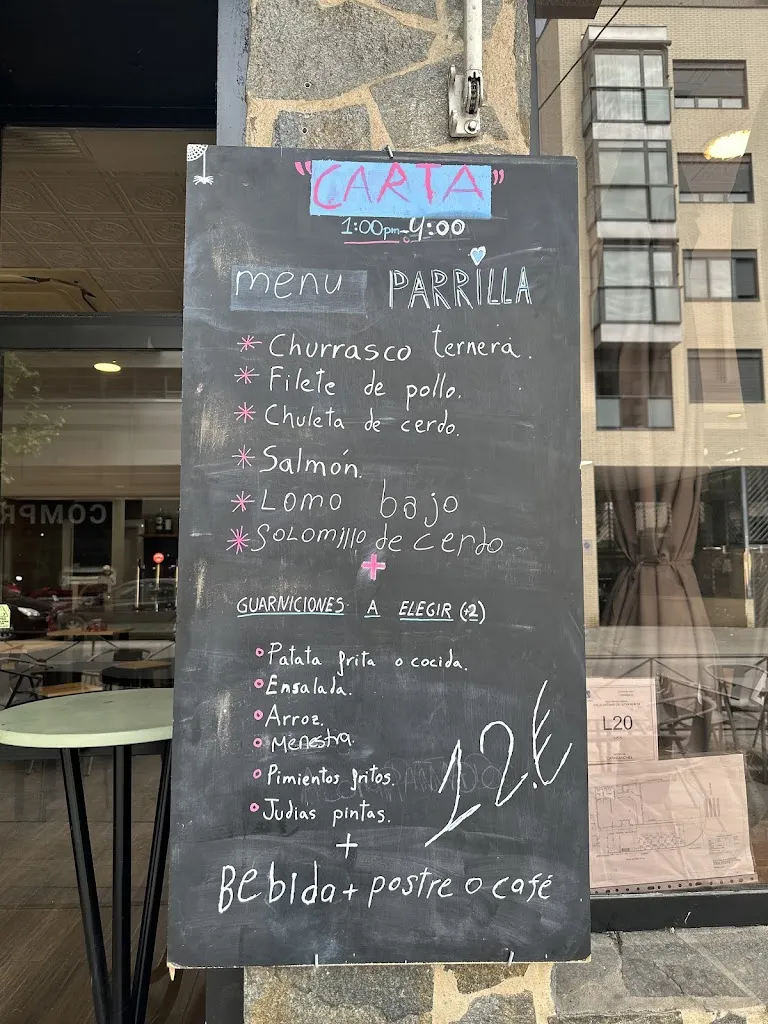 "CARTA"
1:00pm-4:00
menu PARRiLLA
* Churrasco ternera.
* Filete de pollo.
* Chuleta de cerdo.
* Salmón.
* Lomo bajo
* Solomillo de cerdo
+
GUARNICIONES A ELEGIR (+2)
° Patata frita o cocida.
° Ensalada.
° Arroz.
° Menestra.
° Pimientos fritos.
° Judias pintas.
12€
+
Bebida + postre o café
COMPR
L20